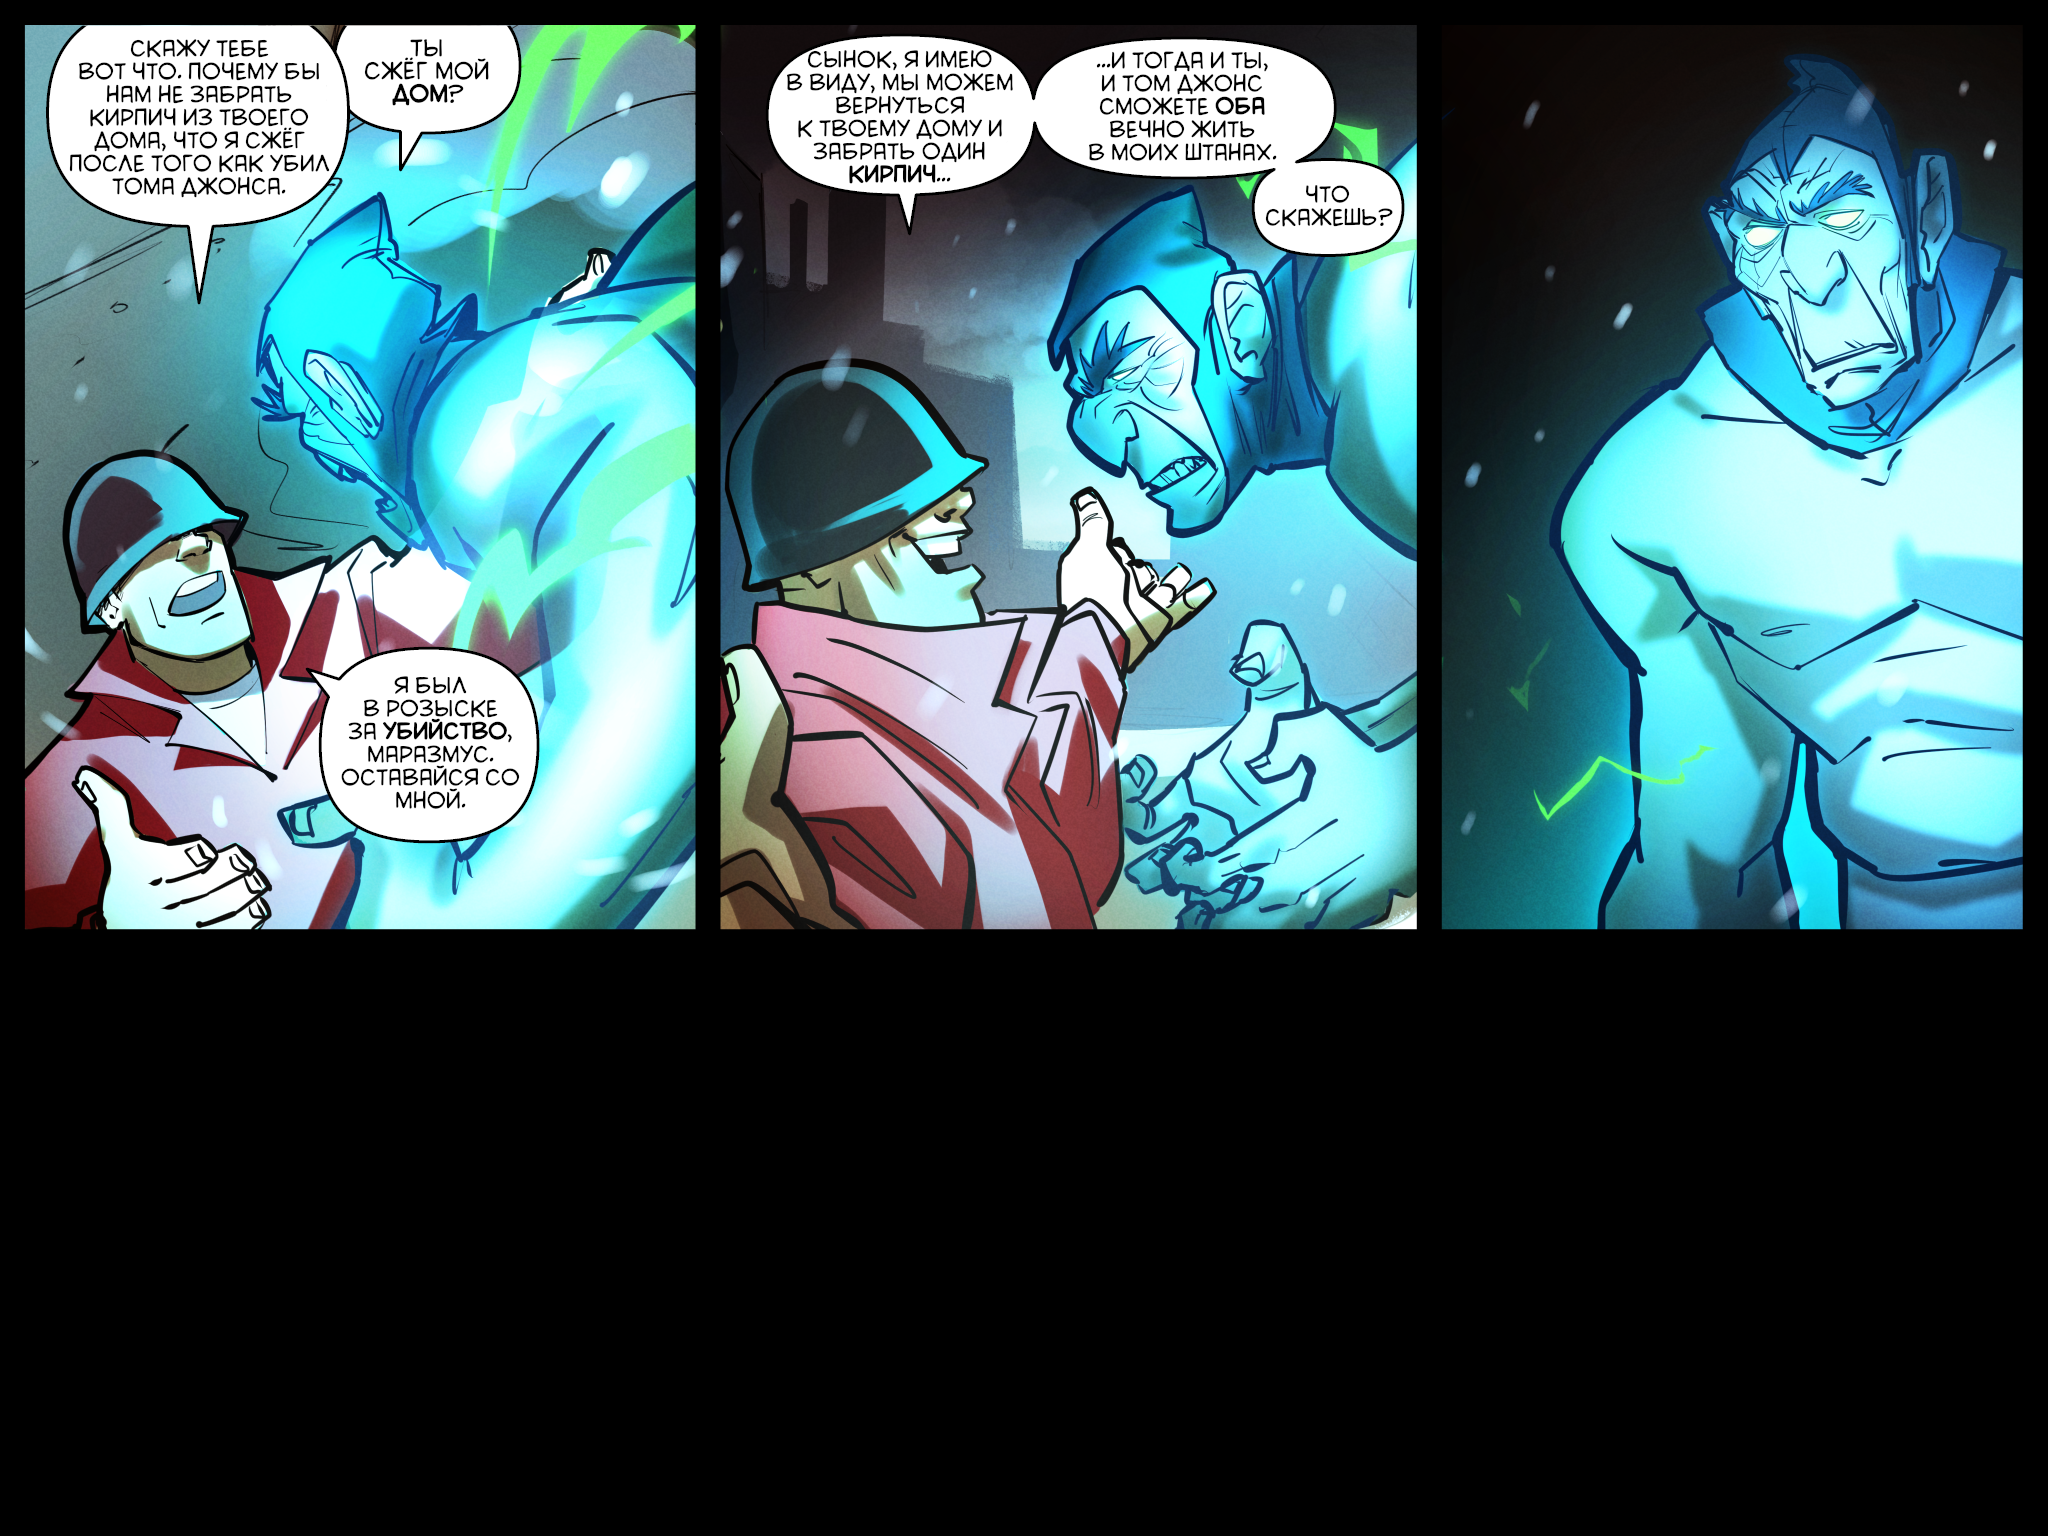 СКАЖУ ТЕБЕ
ВОТ ЧТО. ПОЧЕМУ БЫ
НАМ НЕ ЗАБРАТЬ
КИРПИЧ ИЗ ТВОЕГО
ДОМА, ЧТО Я СЖЁГ
ПОСЛЕ ТОГО КАК УБИЛ
ТОМА ДЖОНСА.
ТЫ
СЖЁГ МОЙ
ДОМ?
Я БЫЛ
В РОЗЫСКЕ
ЗА УБИЙСТВО,
МАРАЗМУС.
ОСТАВАЙСЯ СО
МНОЙ.
СЫНОК, Я ИМЕЮ
В ВИДУ, МЫ МОЖЕМ
ВЕРНУТЬСЯ
К ТВОЕМУ ДОМУ И
ЗАБРАТЬ ОДИН
КИРПИЧ...
...И ТОГДА И ТЫ,
И ТОМ ДЖОНС
СМОЖЕТЕ ОБА
ВЕЧНО ЖИТЬ
В МОИХ ШТАНАХ.
ЧТО
СКАЖЕШЬ?